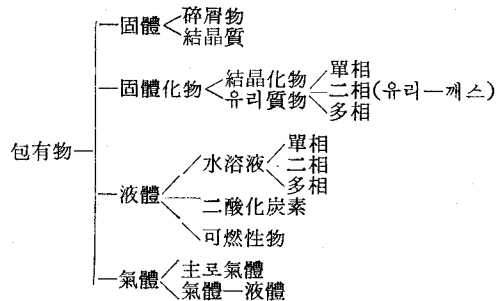 固體
碎屑物
結晶質
固體化物
結晶化物
유리質物
單相
二相(유리—깨스)
多相
包有物
液體
水溶液
單相
二相
多相
二酸化炭素
可燃性物
氣體
主로氣體
氣體—液體